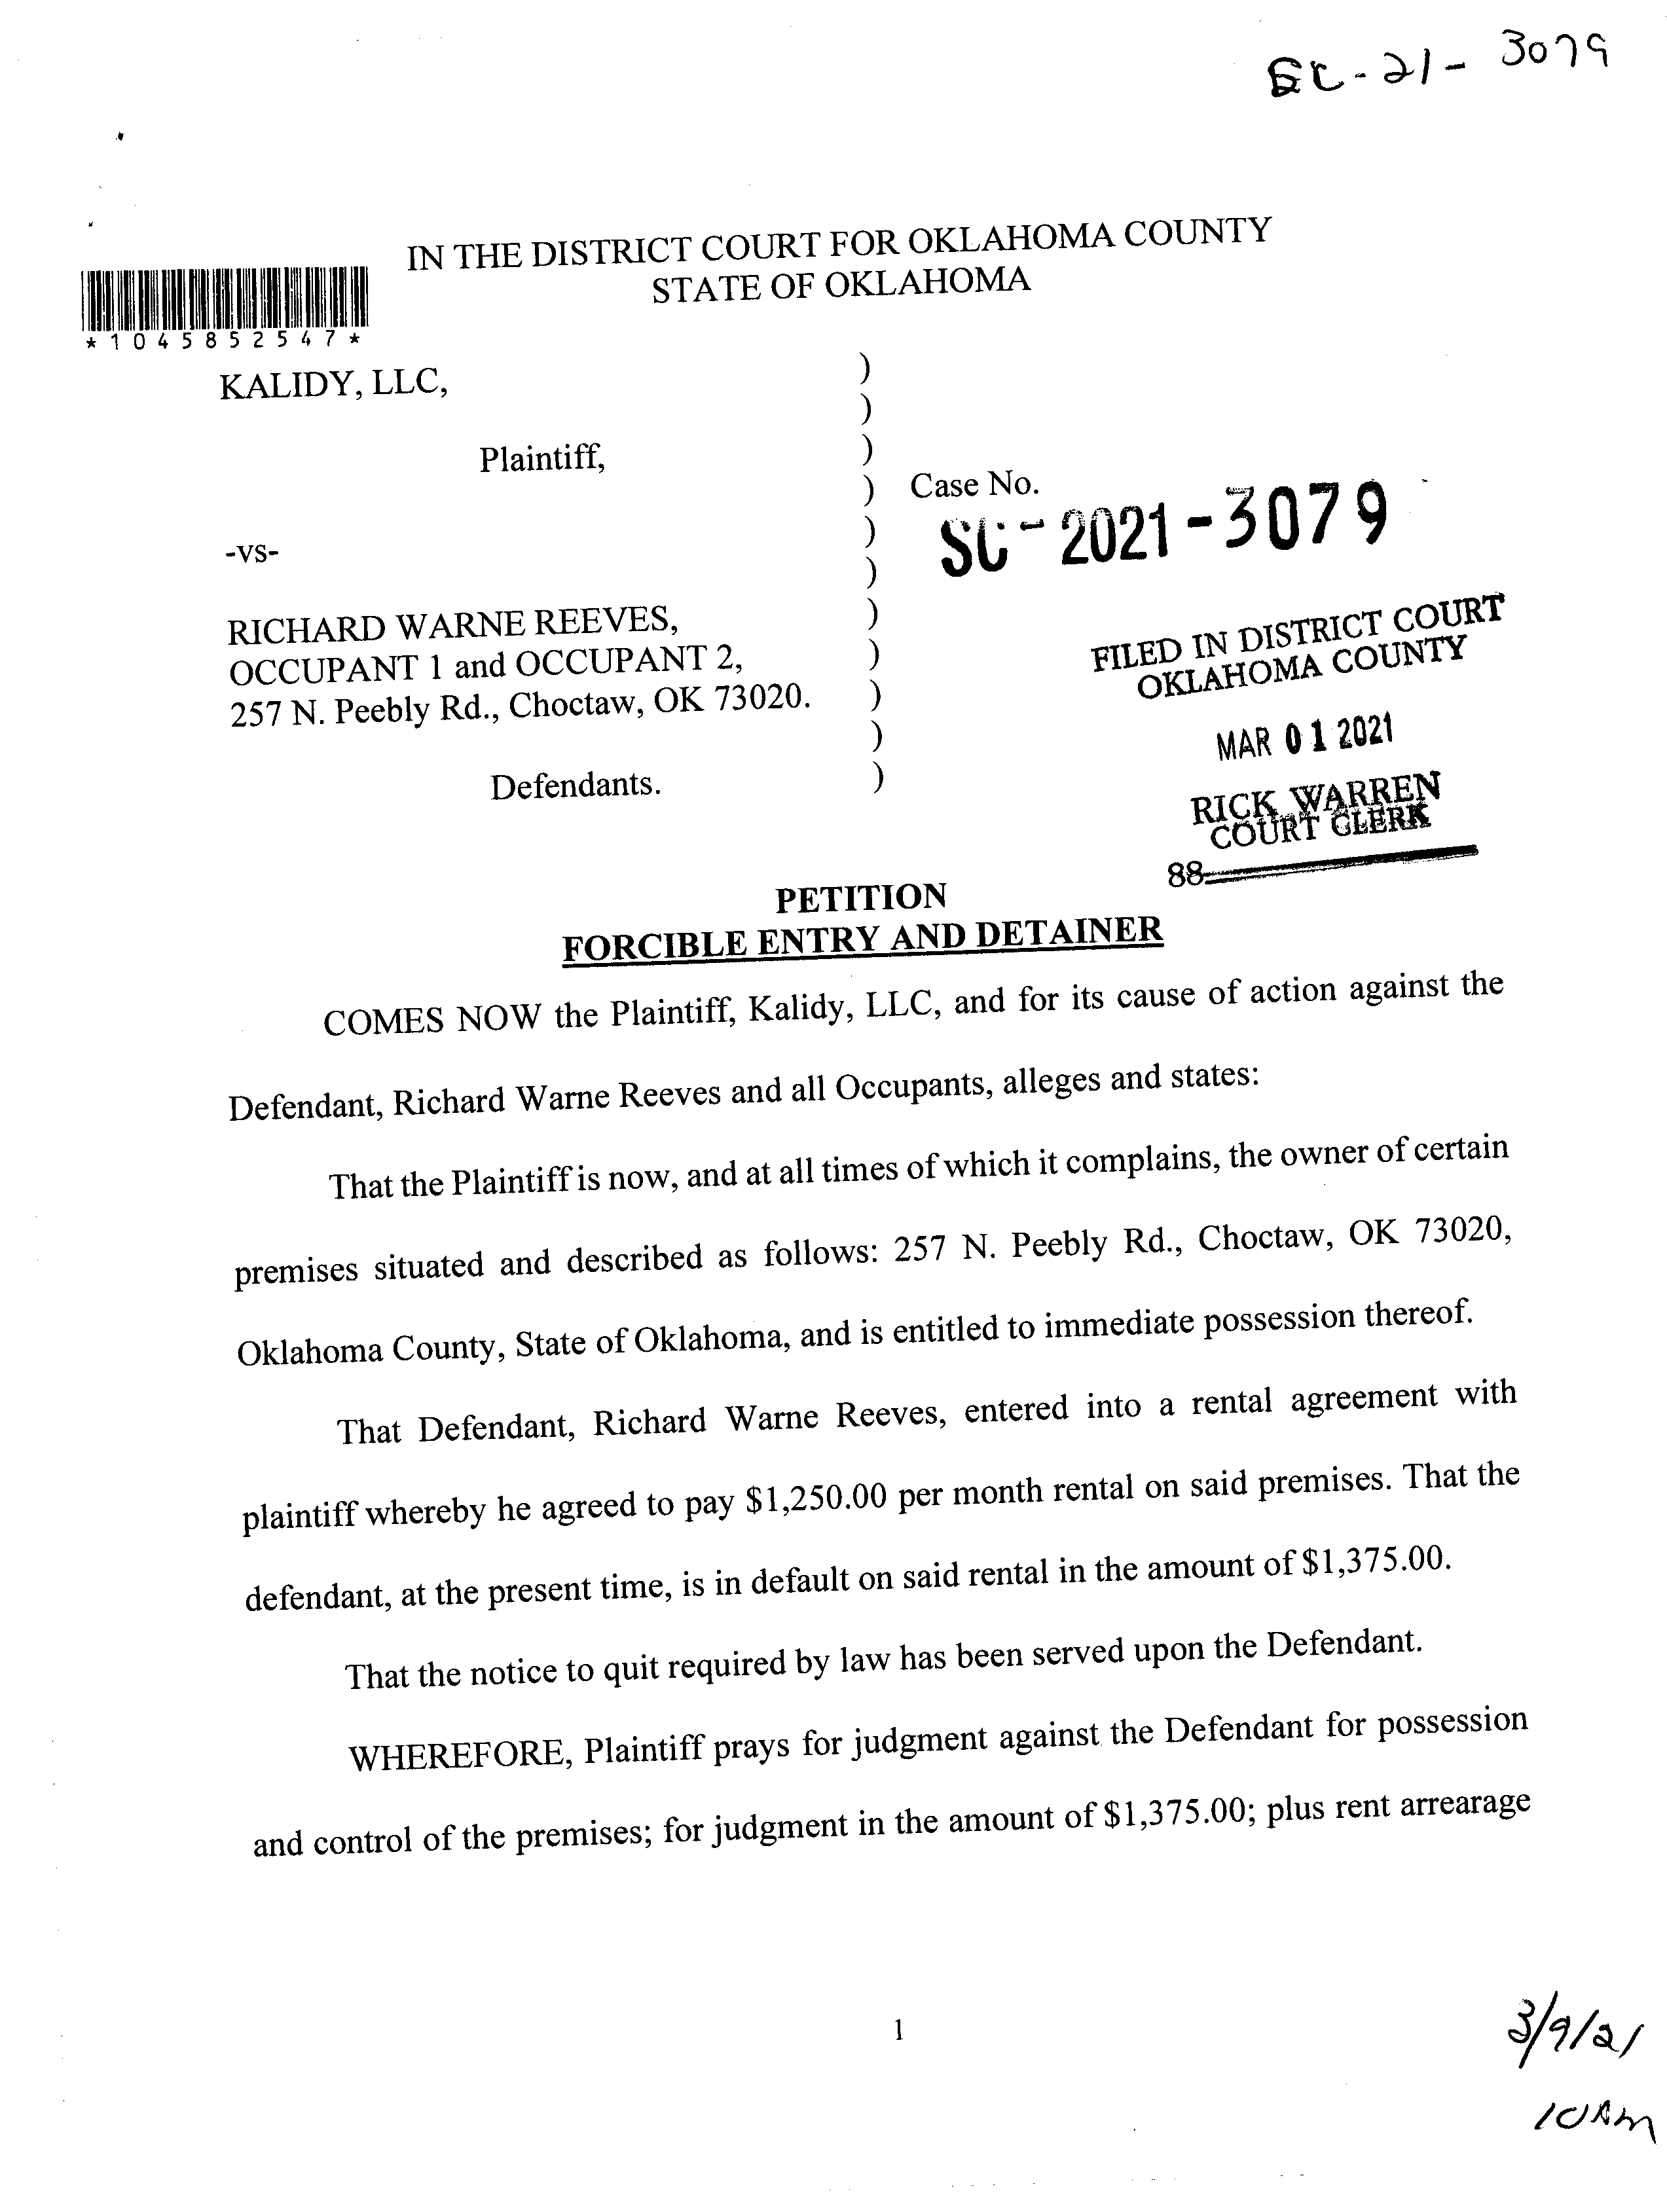 SC-21-3079
IN THE DISTRICT COURT FOR OKLAHOMA COUNTY
STATE OF OKLAHOMA
*1045852547*
KALIDY, LLC,
)
)
Plaintiff,
)
) Case No.
SC-2021-3079
)
-vs-
)
RICHARD WARNE REEVES,
)
OCCUPANT 1 and OCCUPANT 2,
)
257 N. Peebly Rd., Choctaw, OK 73020.
)
)
Defendants.
)
FILED IN DISTRICT COURT
OKLAHOMA COUNTY
MAR 01 2021
RICK WARREN
COURT CLERK
88
PETITION
FORCIBLE ENTRY AND DETAINER
COMES NOW the Plaintiff, Kalidy, LLC, and for its cause of action against the
Defendant, Richard Warne Reeves and all Occupants, alleges and states:
That the Plaintiff is now, and at all times of which it complains, the owner of certain
premises situated and described as follows: 257 N. Peebly Rd., Choctaw, OK 73020,
Oklahoma County, State of Oklahoma, and is entitled to immediate possession thereof.
That Defendant, Richard Warne Reeves, entered into a rental agreement with
plaintiff whereby he agreed to pay $1,250.00 per month rental on said premises. That the
defendant, at the present time, is in default on said rental in the amount of $1,375.00.
That the notice to quit required by law has been served upon the Defendant.
WHEREFORE, Plaintiff prays for judgment against the Defendant for possession
and control of the premises; for judgment in the amount of $1,375.00; plus rent arrearage
1
3/9/21
10AM